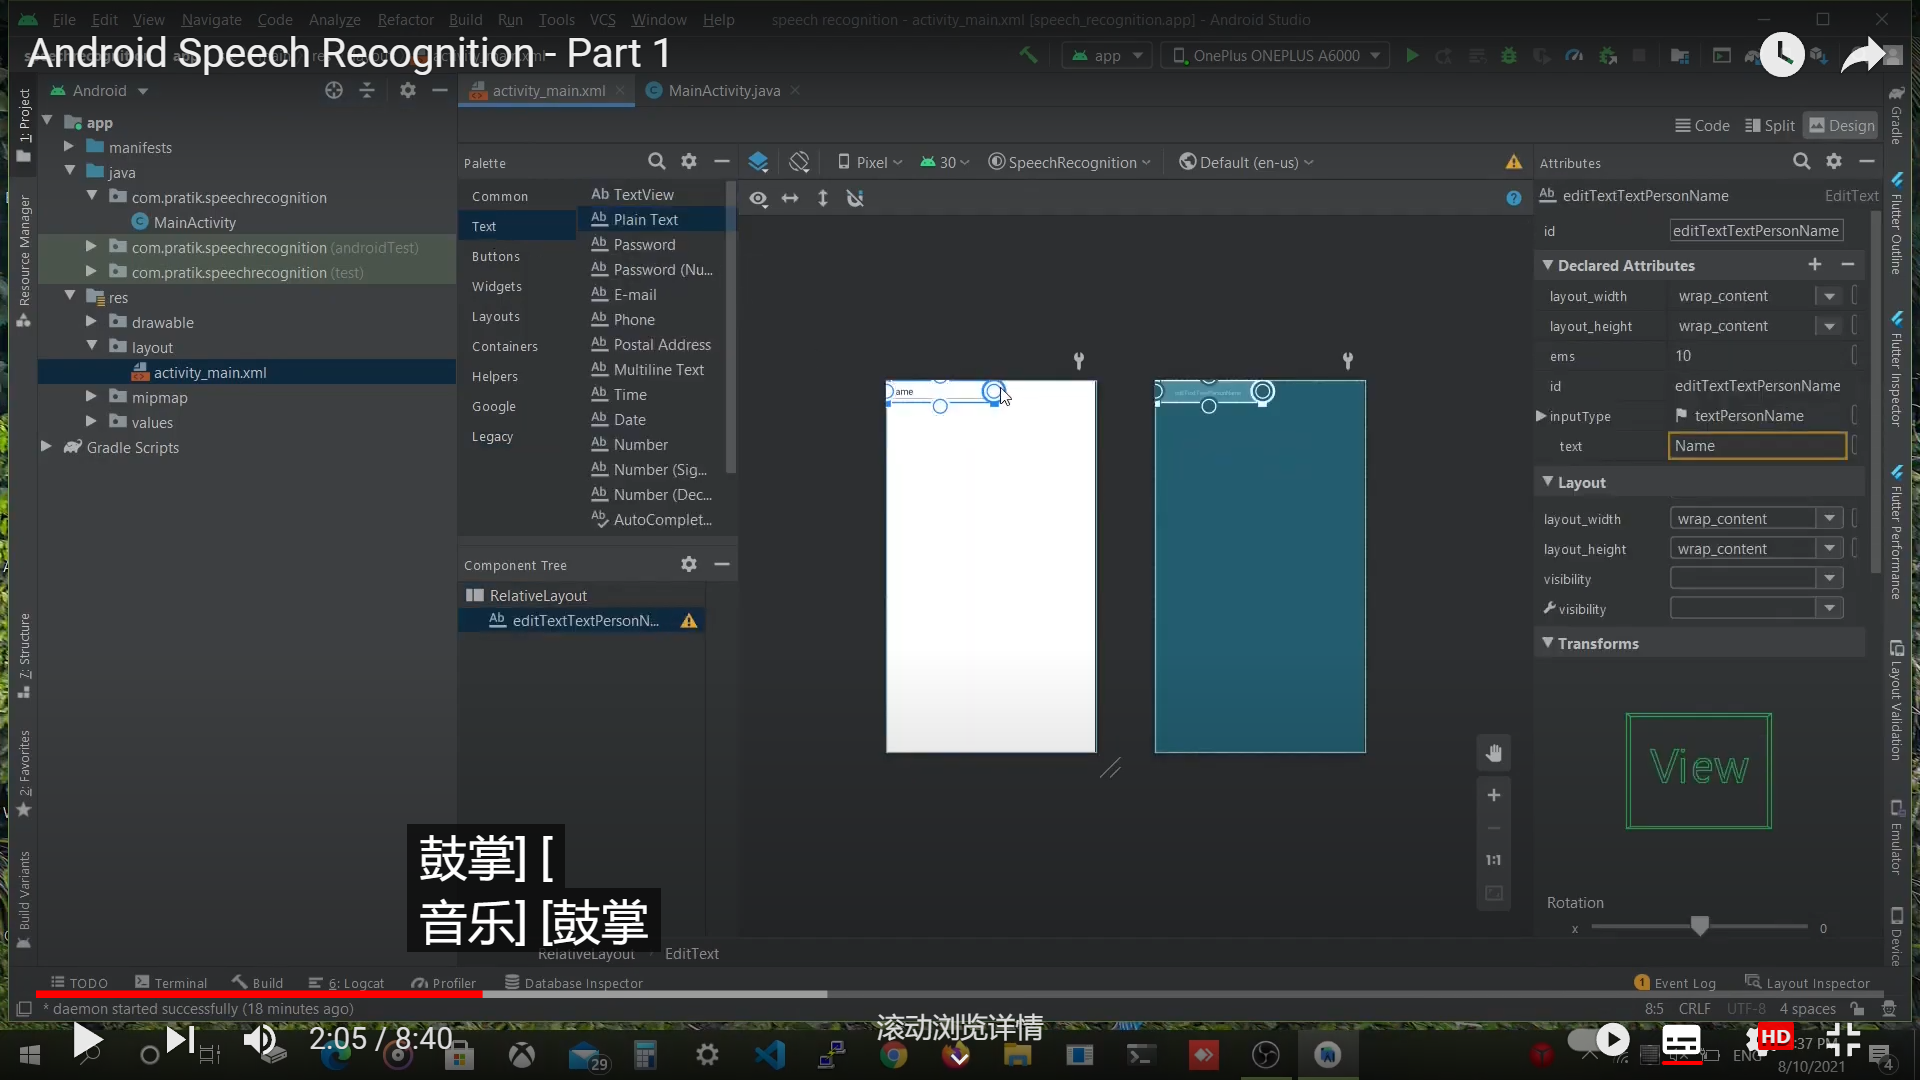 File Edit View Navigate Code Analyze Refactor Build Run Tools VCS Window Help
speech recognition - activity_main.xml [speech_recognition.app] - Android Studio
Android Speech Recognition - Part 1
app
OnePlus ONEPLUS A6000
Android
activity_main.xml
MainActivity.java
Code
Split
Design
1: Project
Resource Manager
7: Structure
2: Favorites
Build Variants
app
manifests
java
com.pratik.speechrecognition
MainActivity
com.pratik.speechrecognition (androidTest)
com.pratik.speechrecognition (test)
res
drawable
layout
activity_main.xml
mipmap
values
Gradle Scripts
Palette
Common
Text
Buttons
Widgets
Layouts
Containers
Helpers
Google
Legacy
Ab TextView
Ab Plain Text
Ab Password
Ab Password (Nu...
Ab E-mail
Ab Phone
Ab Postal Address
Ab Multiline Text
Ab Time
Ab Date
Ab Number
Ab Number (Sig...
Ab Number (Dec...
Ab AutoComplet...
Component Tree
RelativeLayout
Ab editTextTextPersonN...
Pixel
30
SpeechRecognition
Default (en-us)
ame
1:1
Attributes
Ab editTextTextPersonName
EditText
id editTextTextPersonName
Declared Attributes
layout_width wrap_content
layout_height wrap_content
ems 10
id editTextTextPersonName
inputType textPersonName
text Name
Layout
layout_width wrap_content
layout_height wrap_content
visibility
visibility
Transforms
View
Rotation
x 0
Gradle
Flutter Outline
Flutter Inspector
Flutter Performance
Layout Validation
Emulator
Device
鼓掌] [
音乐] [鼓掌
RelativeLayout
EditText
TODO
Terminal
Build
6: Logcat
Profiler
Database Inspector
1 Event Log
Layout Inspector
* daemon started successfully (18 minutes ago)
8:5 CRLF UTF-8 4 spaces
2:05 / 8:40
滚动浏览详情
29
HD
ENG
:37 PM
8/10/2021
4